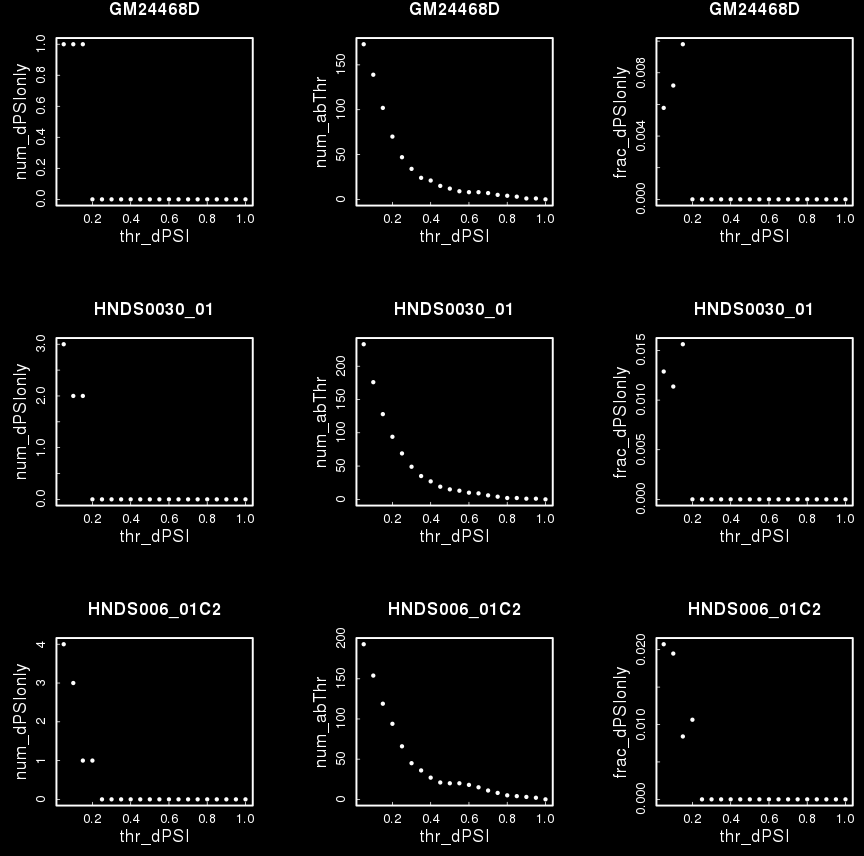 GM24468D
GM24468D
GM24468D
num_dPSIonly
0.0 0.2 0.4 0.6 0.8 1.0
0.2 0.4 0.6 0.8 1.0
thr_dPSI
num_abThr
0 50 100 150
0.2 0.4 0.6 0.8 1.0
thr_dPSI
frac_dPSIonly
0.000 0.004 0.008
0.2 0.4 0.6 0.8 1.0
thr_dPSI
HNDS0030_01
HNDS0030_01
HNDS0030_01
num_dPSIonly
0.0 1.0 2.0 3.0
0.2 0.4 0.6 0.8 1.0
thr_dPSI
num_abThr
0 50 100 150 200
0.2 0.4 0.6 0.8 1.0
thr_dPSI
frac_dPSIonly
0.000 0.005 0.010 0.015
0.2 0.4 0.6 0.8 1.0
thr_dPSI
HNDS006_01C2
HNDS006_01C2
HNDS006_01C2
num_dPSIonly
0 1 2 3 4
0.2 0.4 0.6 0.8 1.0
thr_dPSI
num_abThr
0 50 100 150 200
0.2 0.4 0.6 0.8 1.0
thr_dPSI
frac_dPSIonly
0.000 0.010 0.020
0.2 0.4 0.6 0.8 1.0
thr_dPSI